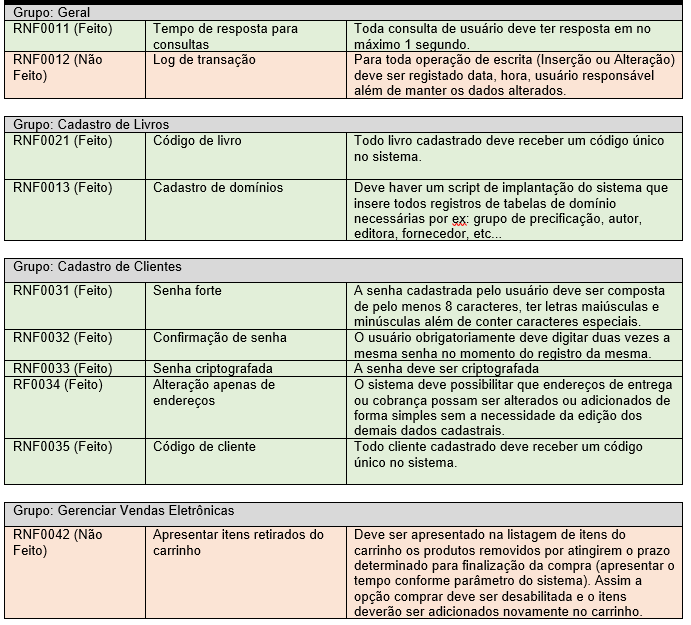 Grupo: Geral
RNF0011 (Feito)
Tempo de resposta para
consultas
Toda consulta de usuário deve ter resposta em no
máximo 1 segundo.
RNF0012 (Não
Feito)
Log de transação
Para toda operação de escrita (Inserção ou Alteração)
deve ser registado data, hora, usuário responsável
além de manter os dados alterados.
Grupo: Cadastro de Livros
RNF0021 (Feito)
Código de livro
Todo livro cadastrado deve receber um código único
no sistema.
RNF0013 (Feito)
Cadastro de domínios
Deve haver um script de implantação do sistema que
insere todos registros de tabelas de domínio
necessárias por ex: grupo de precificação, autor,
editora, fornecedor, etc...
Grupo: Cadastro de Clientes
RNF0031 (Feito)
Senha forte
A senha cadastrada pelo usuário deve ser composta
de pelo menos 8 caracteres, ter letras maiúsculas e
minúsculas além de conter caracteres especiais.
RNF0032 (Feito)
Confirmação de senha
O usuário obrigatoriamente deve digitar duas vezes a
mesma senha no momento do registro da mesma.
RNF0033 (Feito)
Senha criptografada
A senha deve ser criptografada
RF0034 (Feito)
Alteração apenas de
endereços
O sistema deve possibilitar que endereços de entrega
ou cobrança possam ser alterados ou adicionados de
forma simples sem a necessidade da edição dos
demais dados cadastrais.
RNF0035 (Feito)
Código de cliente
Todo cliente cadastrado deve receber um código
único no sistema.
Grupo: Gerenciar Vendas Eletrônicas
RNF0042 (Não
Feito)
Apresentar itens retirados do
carrinho
Deve ser apresentado na listagem de itens do
carrinho os produtos removidos por atingirem o prazo
determinado para finalização da compra (apresentar o
tempo conforme parâmetro do sistema). Assim a
opção comprar deve ser desabilitada e o itens
deverão ser adicionados novamente no carrinho.